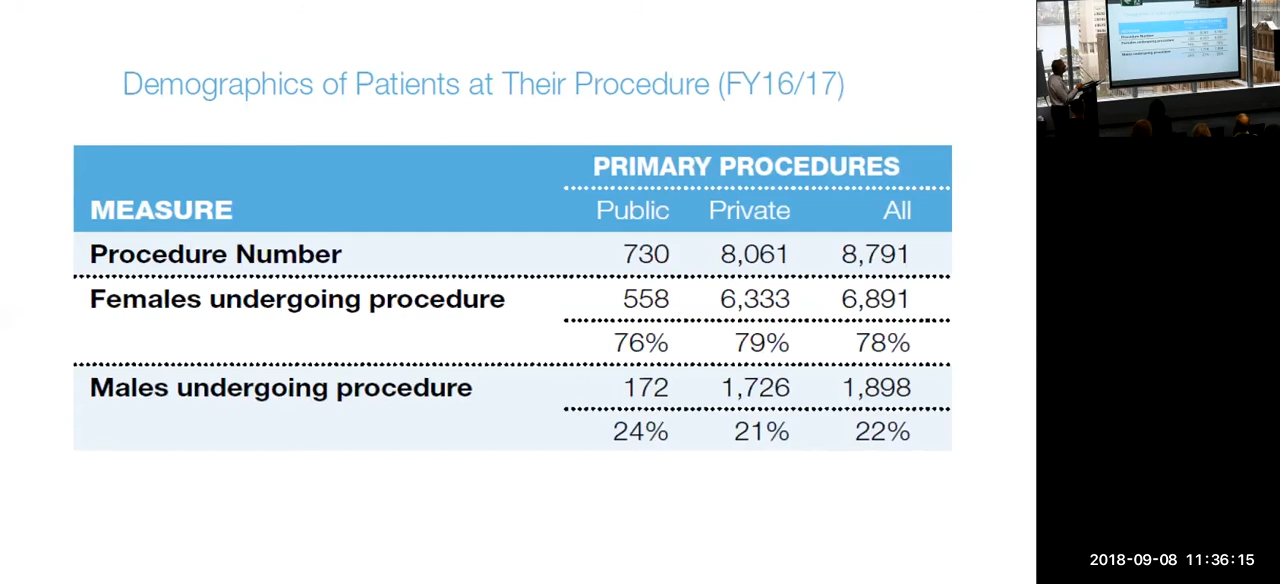 Demographics of Patients at Their Procedure (FY16/17)
PRIMARY PROCEDURES
MEASURE Public Private All
Procedure Number 730 8,061 8,791
Females undergoing procedure 558 6,333 6,891
76% 79% 78%
Males undergoing procedure 172 1,726 1,898
24% 21% 22%
2018-09-08 11:36:15